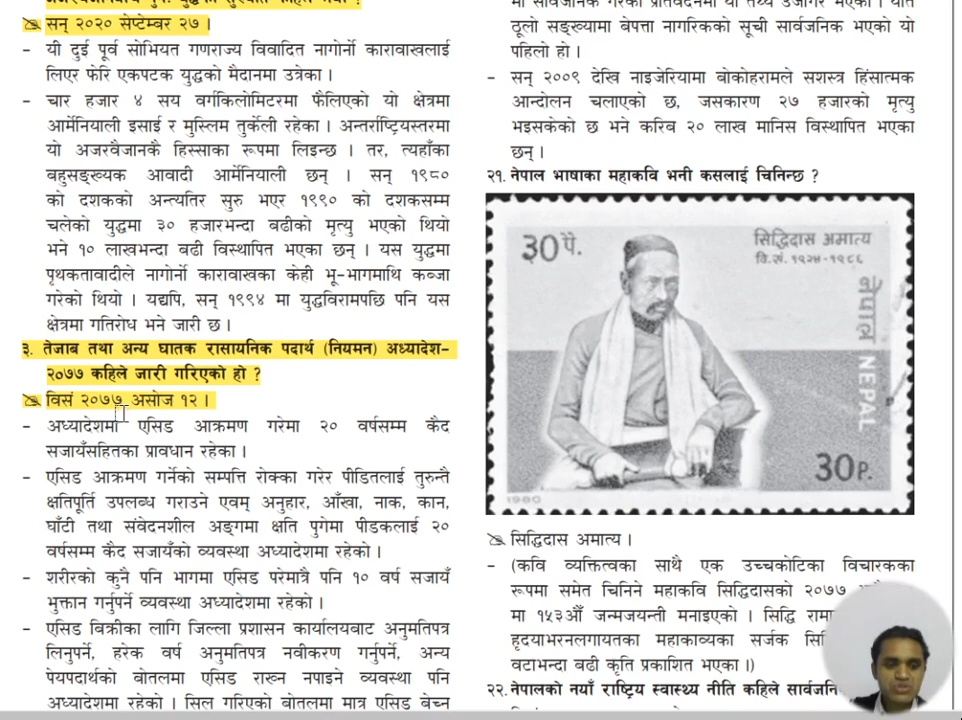 सन् २०२० सेप्टेम्बर २७ ।
– यी दुई पूर्व सोभियत गणराज्य विवादित नागोर्नो कारावाखलाई
लिएर फेरि एकपटक युद्धको मैदानमा उत्रेका ।
– चार हजार ४ सय वर्गकिलोमिटरमा फैलिएको यो क्षेत्रमा
आर्मेनियाली इसाई र मुस्लिम तुर्केली रहेका । अन्तर्राष्ट्रियस्तरमा
यो अजरवैजानकै हिस्साका रूपमा लिइन्छ । तर, त्यहाँका
बहुसङ्ख्यक आवादी आर्मेनियाली छन् । सन् १९८०
को दशकको अन्त्यतिर सुरु भएर १९९० को दशकसम्म
चलेको युद्धमा ३० हजारभन्दा बढीको मृत्यु भएको थियो
भने १० लाखभन्दा बढी विस्थापित भएका छन् । यस युद्धमा
पृथकतावादीले नागोर्नो कारावाखका केही भू-भागमाथि कब्जा
गरेको थियो । यद्यपि, सन् १९९४ मा युद्धविरामपछि पनि यस
क्षेत्रमा गतिरोध भने जारी छ ।
३. तेजाब तथा अन्य घातक रासायनिक पदार्थ (नियमन) अध्यादेश–
२०७७ कहिले जारी गरिएको हो ?
विसं २०७७ असोज १२ ।
– अध्यादेशमा एसिड आक्रमण गरेमा २० वर्षसम्म कैद
सजायँसहितका प्रावधान रहेका ।
– एसिड आक्रमण गर्नेको सम्पत्ति रोक्का गरेर पीडितलाई तुरुन्तै
क्षतिपूर्ति उपलब्ध गराउने एवम् अनुहार, आँखा, नाक, कान,
घाँटी तथा संवेदनशील अङ्गमा क्षति पुगेमा पीडकलाई २०
वर्षसम्म कैद सजायँको व्यवस्था अध्यादेशमा रहेको ।
– शरीरको कुनै पनि भागमा एसिड परेमात्रै पनि १० वर्ष सजायँ
भुक्तान गर्नुपर्ने व्यवस्था अध्यादेशमा रहेको ।
– एसिड बिक्रीका लागि जिल्ला प्रशासन कार्यालयबाट अनुमतिपत्र
लिनुपर्ने, हरेक वर्ष अनुमतिपत्र नवीकरण गर्नुपर्ने, अन्य
पेयपदार्थको बोतलमा एसिड राख्न नपाइने व्यवस्था पनि
अध्यादेशमा रहेको । सिल गरिएको बोतलमा मात्र एसिड बेच्न
ठूलो सङ्ख्यामा बेपत्ता नागरिकको सूची सार्वजनिक भएको यो
पहिलो हो ।
– सन् २००९ देखि नाइजेरियामा बोकोहरामले सशस्त्र हिंसात्मक
आन्दोलन चलाएको छ, जसकारण २७ हजारको मृत्यु
भइसकेको छ भने करिब २० लाख मानिस विस्थापित भएका
छन् ।
२१. नेपाल भाषाका महाकवि भनी कसलाई चिनिन्छ ?
30 पै.
सिद्धिदास अमात्य
वि.सं. १९२४-१९८६
नेपाल NEPAL
30 P.
1980
सिद्धिदास अमात्य ।
– (कवि व्यक्तित्वका साथै एक उच्चकोटिका विचारकका
रूपमा समेत चिनिने महाकवि सिद्धिदासको २०७७
मा १५३औँ जन्मजयन्ती मनाइएको । सिद्धि
हृदयाभरनलगायतका महाकाव्यका सर्जक
वटाभन्दा बढी कृति प्रकाशित भएका ।)
२२. नेपालको नयाँ राष्ट्रिय स्वास्थ्य नीति कहिले